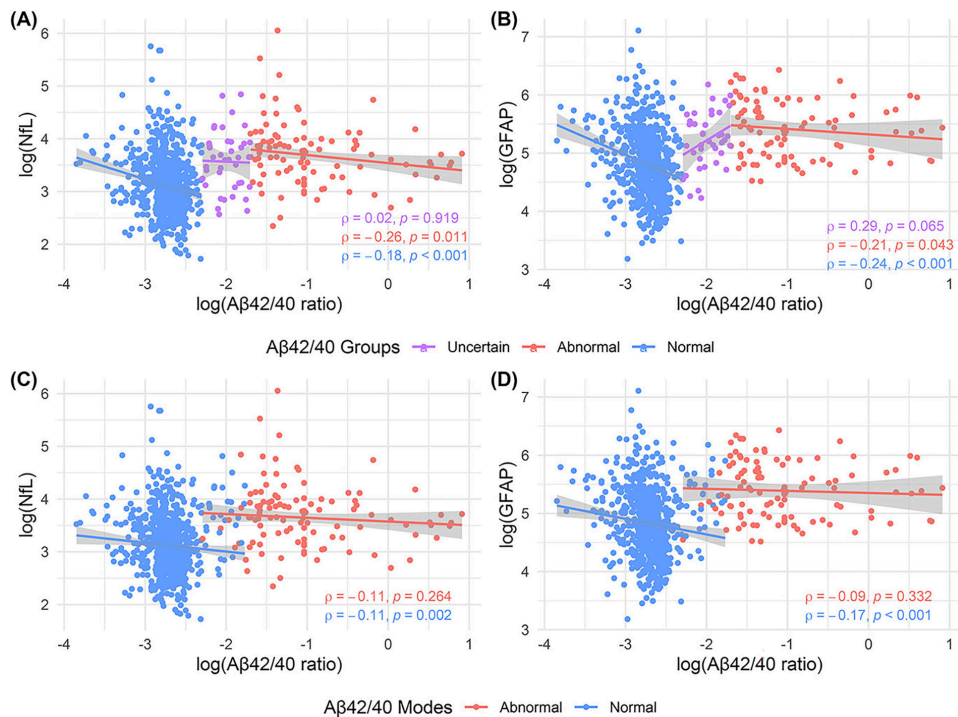 (A)
6
5
4
3
2
log(NfL)
ρ = 0.02, p = 0.919
ρ = −0.26, p = 0.011
ρ = −0.18, p < 0.001
-4 -3 -2 -1 0 1
log(Aβ42/40 ratio)
(B)
7
6
5
4
3
log(GFAP)
ρ = 0.29, p = 0.065
ρ = −0.21, p = 0.043
ρ = −0.24, p < 0.001
-4 -3 -2 -1 0 1
log(Aβ42/40 ratio)
Aβ42/40 Groups a Uncertain a Abnormal a Normal
(C)
6
5
4
3
2
log(NfL)
ρ = −0.11, p = 0.264
ρ = −0.11, p = 0.002
-4 -3 -2 -1 0 1
log(Aβ42/40 ratio)
(D)
7
6
5
4
3
log(GFAP)
ρ = −0.09, p = 0.332
ρ = −0.17, p < 0.001
-4 -3 -2 -1 0 1
log(Aβ42/40 ratio)
Aβ42/40 Modes Abnormal Normal